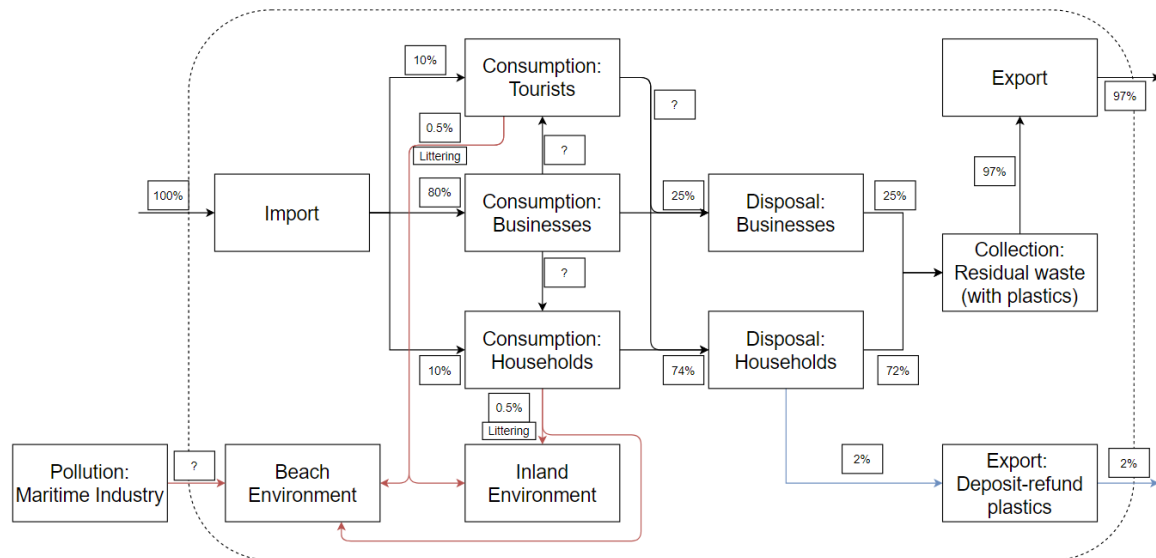 10%
Consumption:
Tourists
?
Export
97%
0.5%
Littering
?
97%
100%
Import
80%
Consumption:
Businesses
25%
Disposal:
Businesses
25%
Collection:
Residual waste
(with plastics)
?
10%
Consumption:
Households
74%
Disposal:
Households
72%
0.5%
Littering
Pollution:
Maritime Industry
?
Beach
Environment
Inland
Environment
2%
Export:
Deposit-refund
plastics
2%